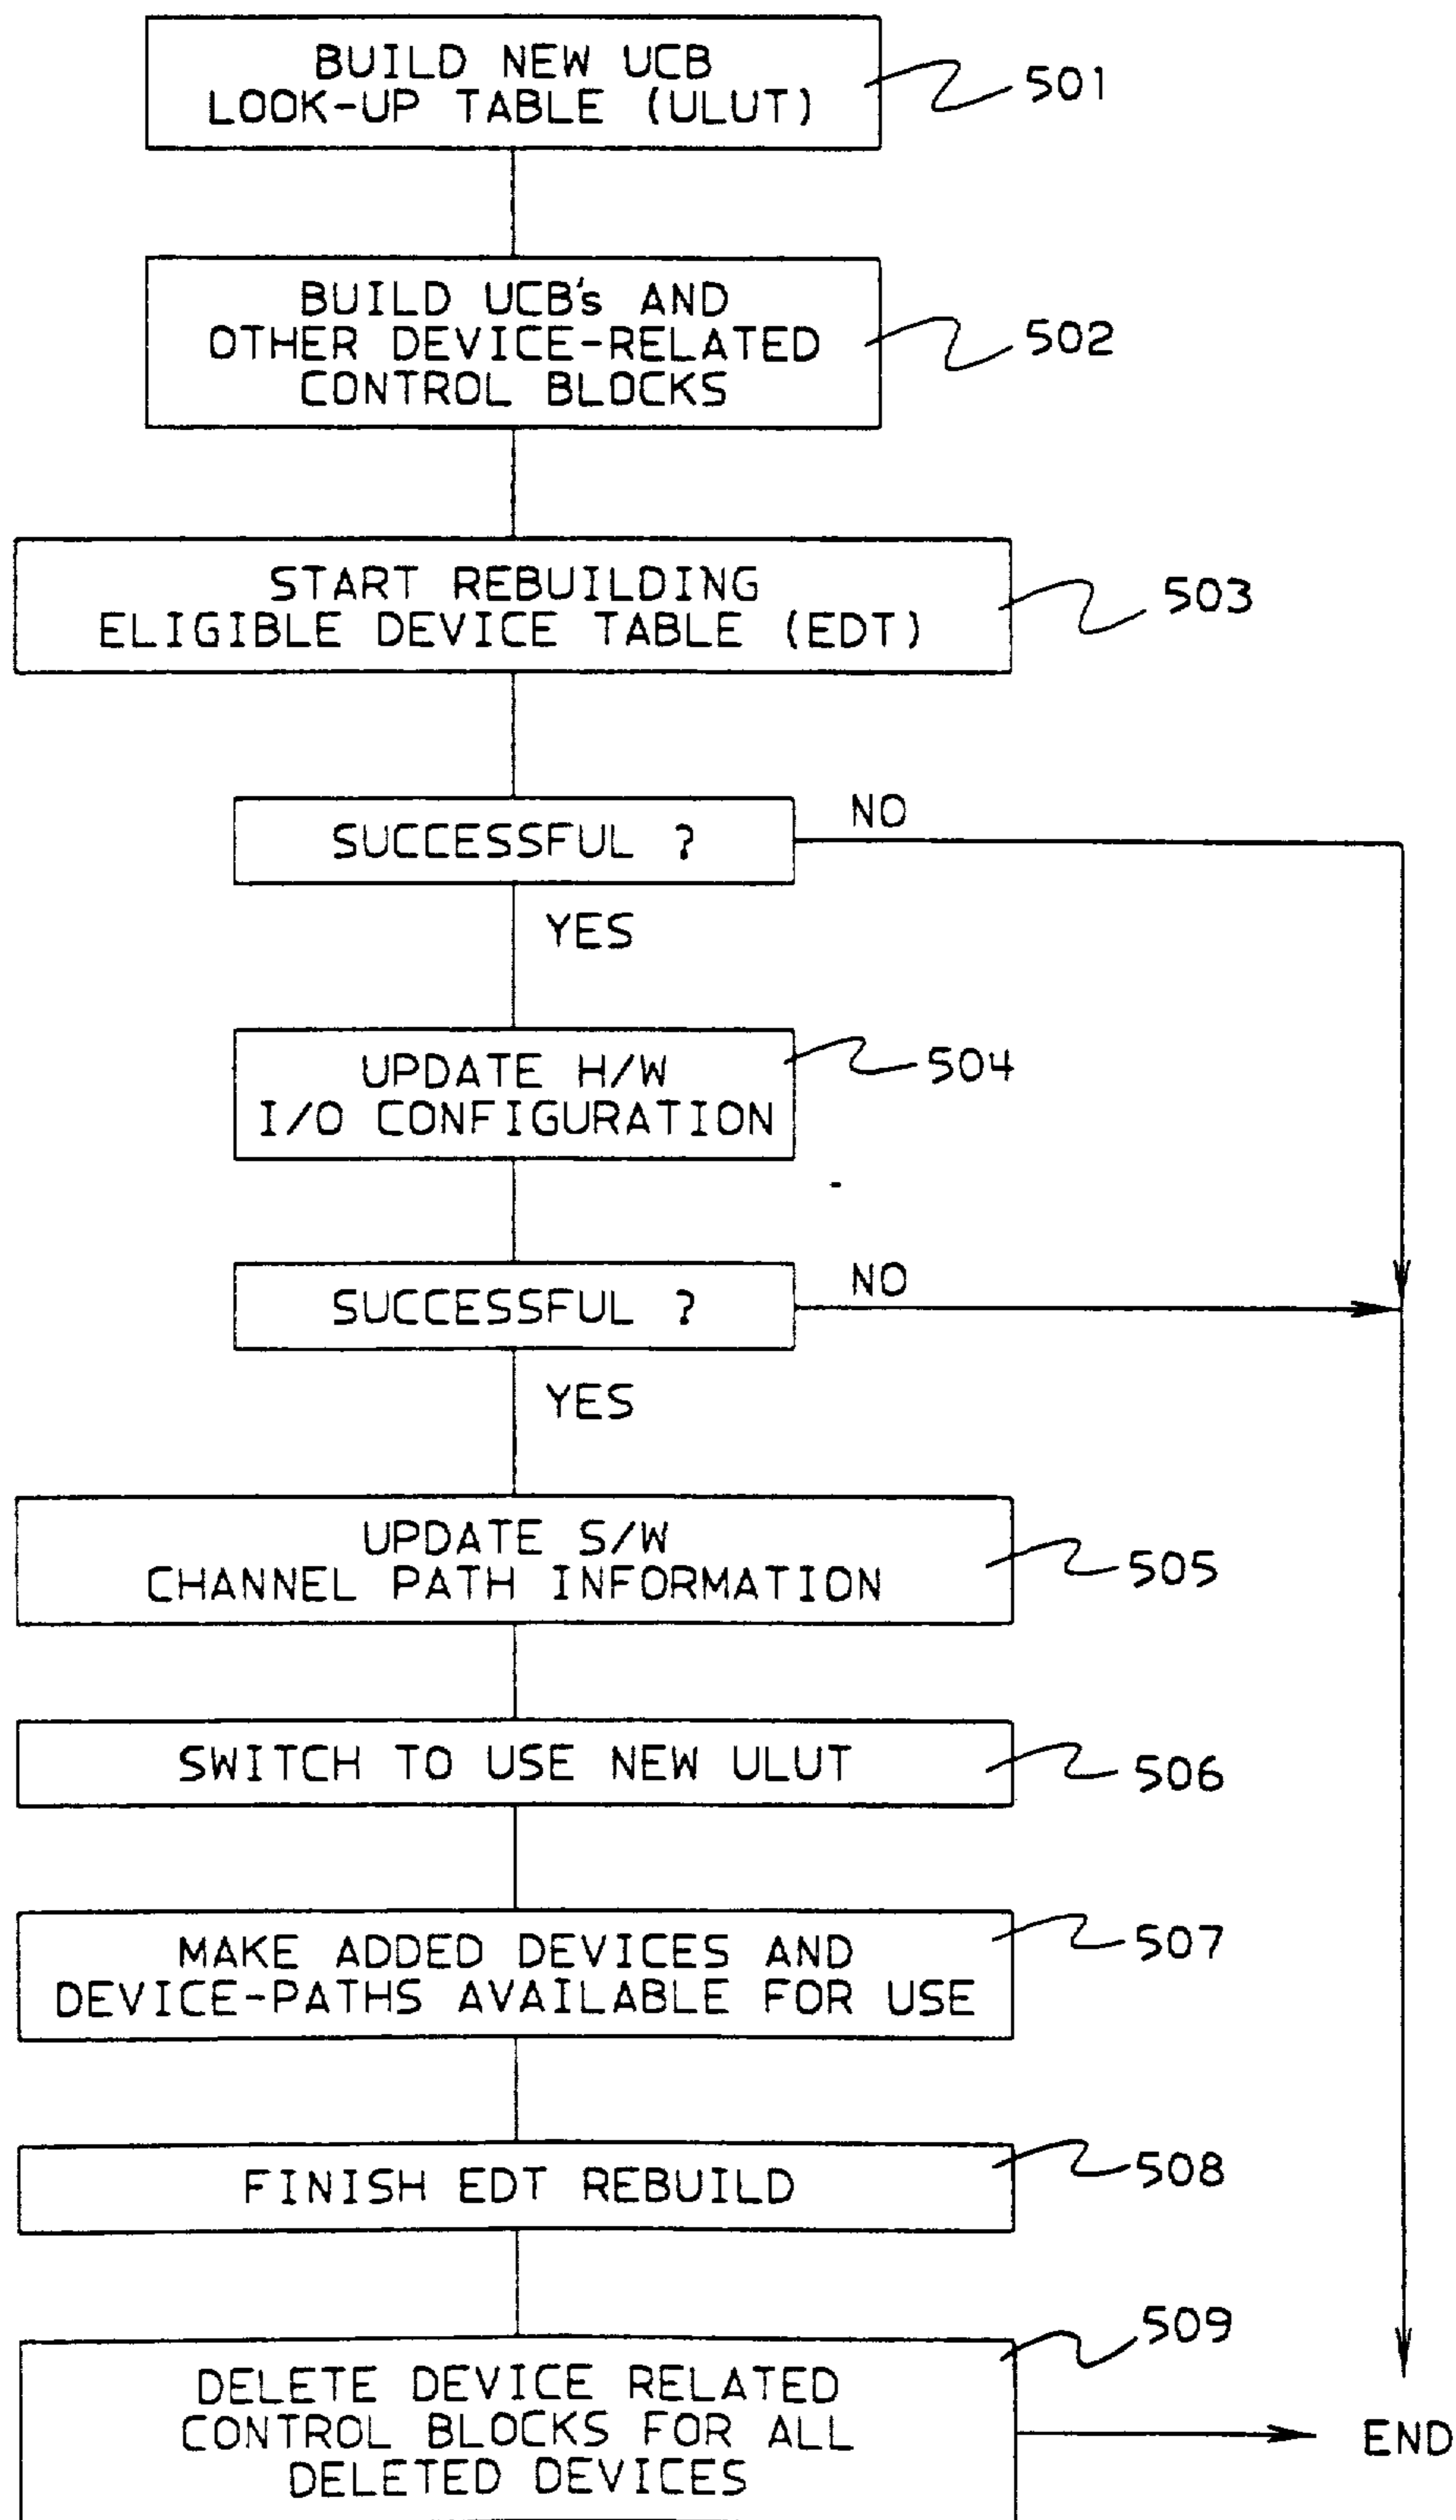 BUILD NEW UCB
LOOK-UP TABLE (ULUT)
501
BUILD UCB's AND
OTHER DEVICE-RELATED
CONTROL BLOCKS
502
START REBUILDING
ELIGIBLE DEVICE TABLE (EDT)
503
SUCCESSFUL ?
NO
YES
UPDATE H/W
I/O CONFIGURATION
504
SUCCESSFUL ?
NO
YES
UPDATE S/W
CHANNEL PATH INFORMATION
505
SWITCH TO USE NEW ULUT
506
MAKE ADDED DEVICES AND
DEVICE-PATHS AVAILABLE FOR USE
507
FINISH EDT REBUILD
508
DELETE DEVICE RELATED
CONTROL BLOCKS FOR ALL
DELETED DEVICES
509
END